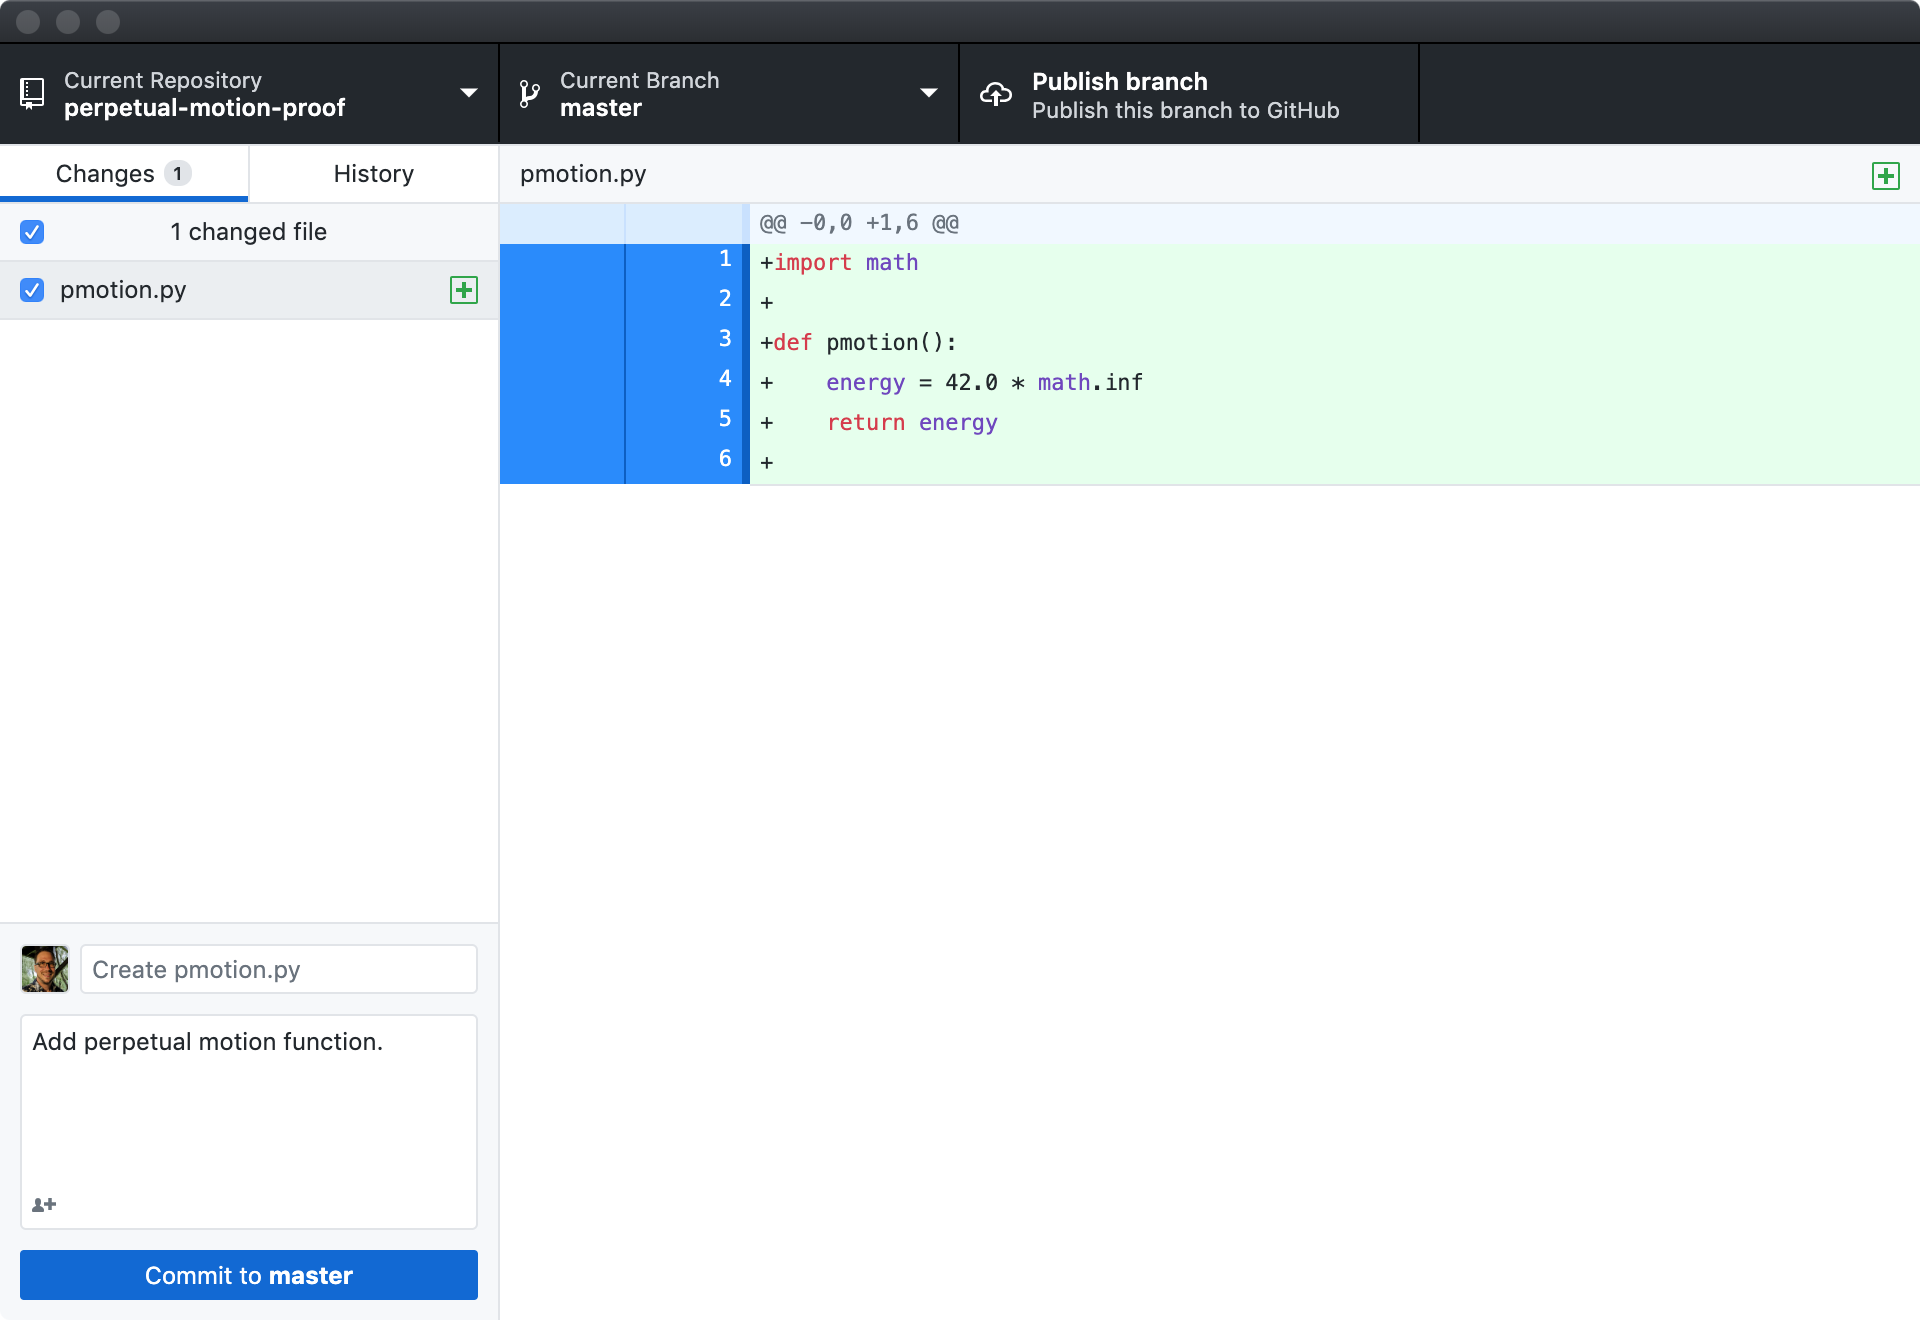 Current Repository
perpetual-motion-proof
Current Branch
master
Publish branch
Publish this branch to GitHub
Changes 1
History
pmotion.py
1 changed file
pmotion.py
@@ -0,0 +1,6 @@
1 +import math
2 +
3 +def pmotion():
4 +    energy = 42.0 * math.inf
5 +    return energy
6 +
Create pmotion.py
Add perpetual motion function.
Commit to master